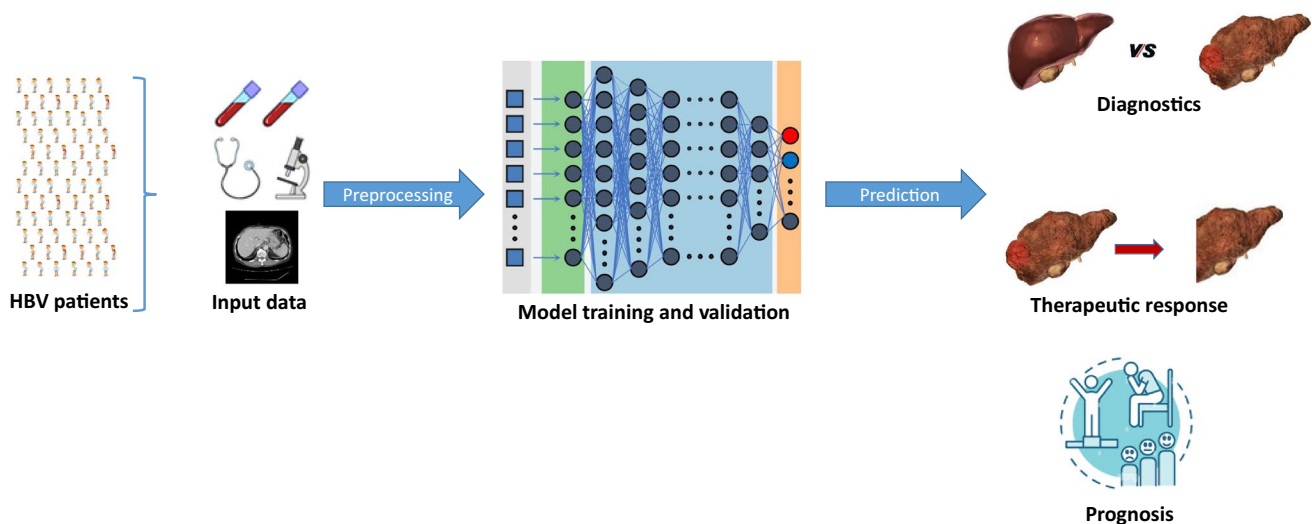 HBV patients
Input data
Preprocessing
Model training and validation
Prediction
VS
Diagnostics
Therapeutic response
Prognosis